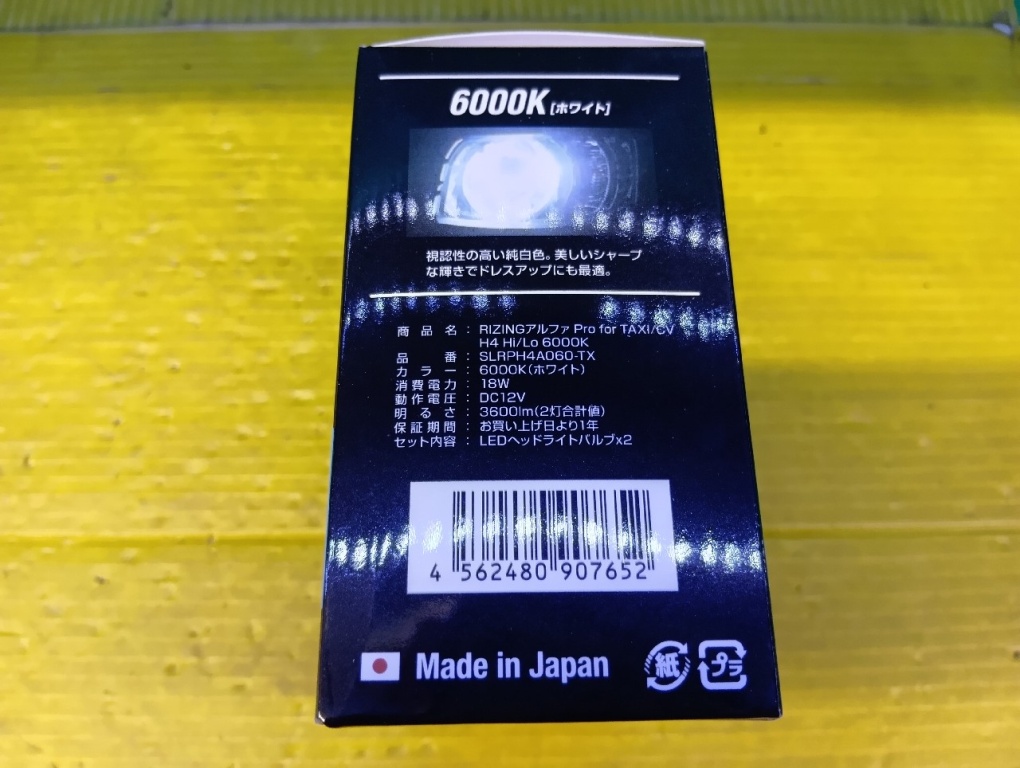 6000K [ホワイト]
視認性の高い純白色。美しいシャープ
な輝きでドレスアップにも最適。
商品名：RIZINGアルファ Pro for TAXI/CV
H4 Hi/Lo 6000K
品番：SLRPH4A060-TX
カラー：6000K(ホワイト)
消費電力：18W
動作電圧：DC12V
明るさ：3600lm(2灯合計値)
保証期間：お買い上げ日より1年
セット内容：LEDヘッドライトバルブx2
4 562480 907652
Made in Japan
紙 プラ